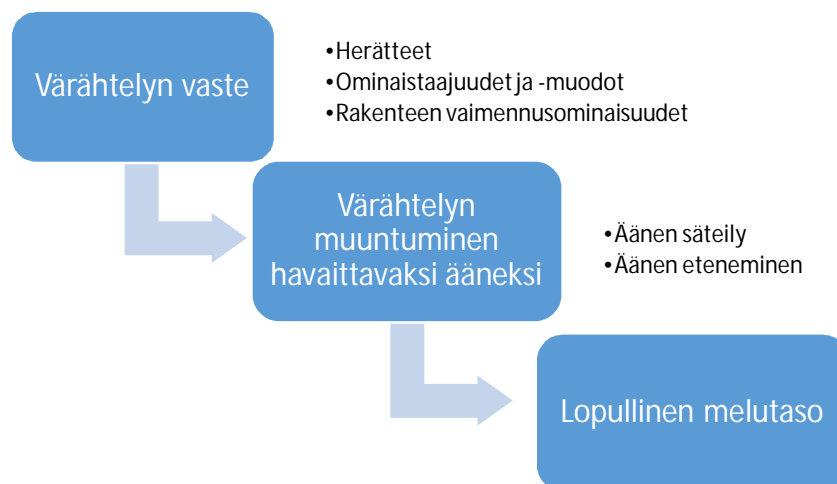 Värähtelyn vaste
•Herätteet
•Ominaistaajuudet ja -muodot
•Rakenteen vaimennusominaisuudet
Värähtelyn
muuntuminen
havaittavaksi ääneksi
•Äänen säteily
•Äänen eteneminen
Lopullinen melutaso